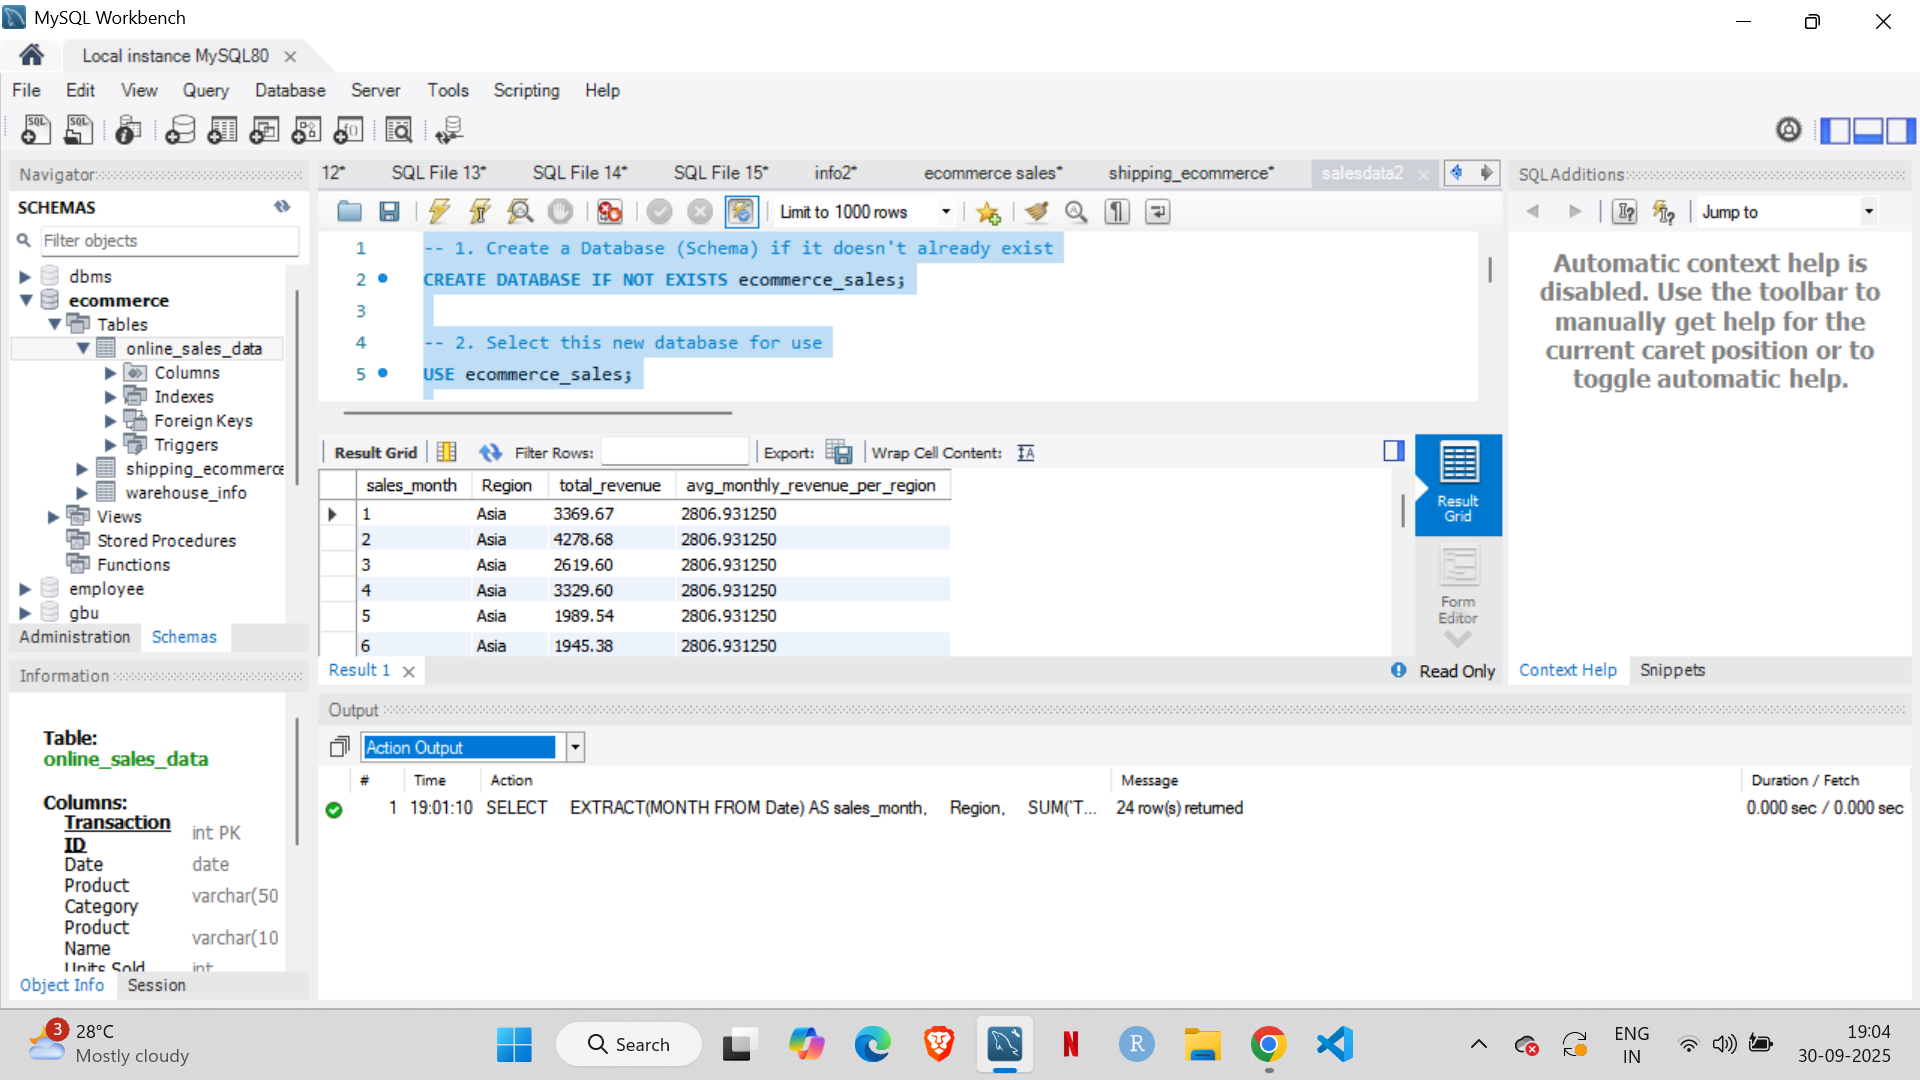 MySQL Workbench
Local instance MySQL80
File Edit View Query Database Server Tools Scripting Help
Navigator
SCHEMAS
Filter objects
dbms
ecommerce
Tables
online_sales_data
Columns
Indexes
Foreign Keys
Triggers
shipping_ecommerce
warehouse_info
Views
Stored Procedures
Functions
employee
gbu
Administration Schemas
Information
Table:
online_sales_data
Columns:
Transaction ID int PK
Date date
Product Category varchar(50
Product Name varchar(10
Units Sold int
Object Info Session
12* SQL File 13* SQL File 14* SQL File 15* info2* ecommerce sales* shipping_ecommerce* salesdata2
Limit to 1000 rows
1 -- 1. Create a Database (Schema) if it doesn't already exist
2 CREATE DATABASE IF NOT EXISTS ecommerce_sales;
3
4 -- 2. Select this new database for use
5 USE ecommerce_sales;
Result Grid Filter Rows: Export: Wrap Cell Content:
sales_month Region total_revenue avg_monthly_revenue_per_region
1 Asia 3369.67 2806.931250
2 Asia 4278.68 2806.931250
3 Asia 2619.60 2806.931250
4 Asia 3329.60 2806.931250
5 Asia 1989.54 2806.931250
6 Asia 1945.38 2806.931250
Result Grid
Form Editor
Result 1
Read Only
SQLAdditions
Jump to
Automatic context help is
disabled. Use the toolbar to
manually get help for the
current caret position or to
toggle automatic help.
Context Help Snippets
Output
Action Output
# Time Action Message Duration / Fetch
1 19:01:10 SELECT EXTRACT(MONTH FROM Date) AS sales_month, Region, SUM(`T... 24 row(s) returned 0.000 sec / 0.000 sec
3
28°C
Mostly cloudy
Search
N
R
ENG
IN
19:04
30-09-2025